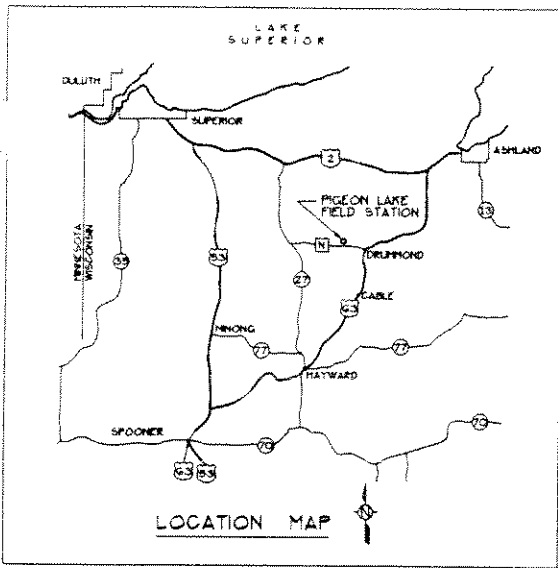 LAKE
SUPERIOR
DULUTH
SUPERIOR
ASHLAND
2
PIGEON LAKE
FIELD STATION
13
MINNESOTA
WISCONSIN
N
DRUMMOND
35
53
27
CABLE
63
MINONG
77
77
HAYWARD
SPOONER
70
70
63
53
LOCATION MAP
N